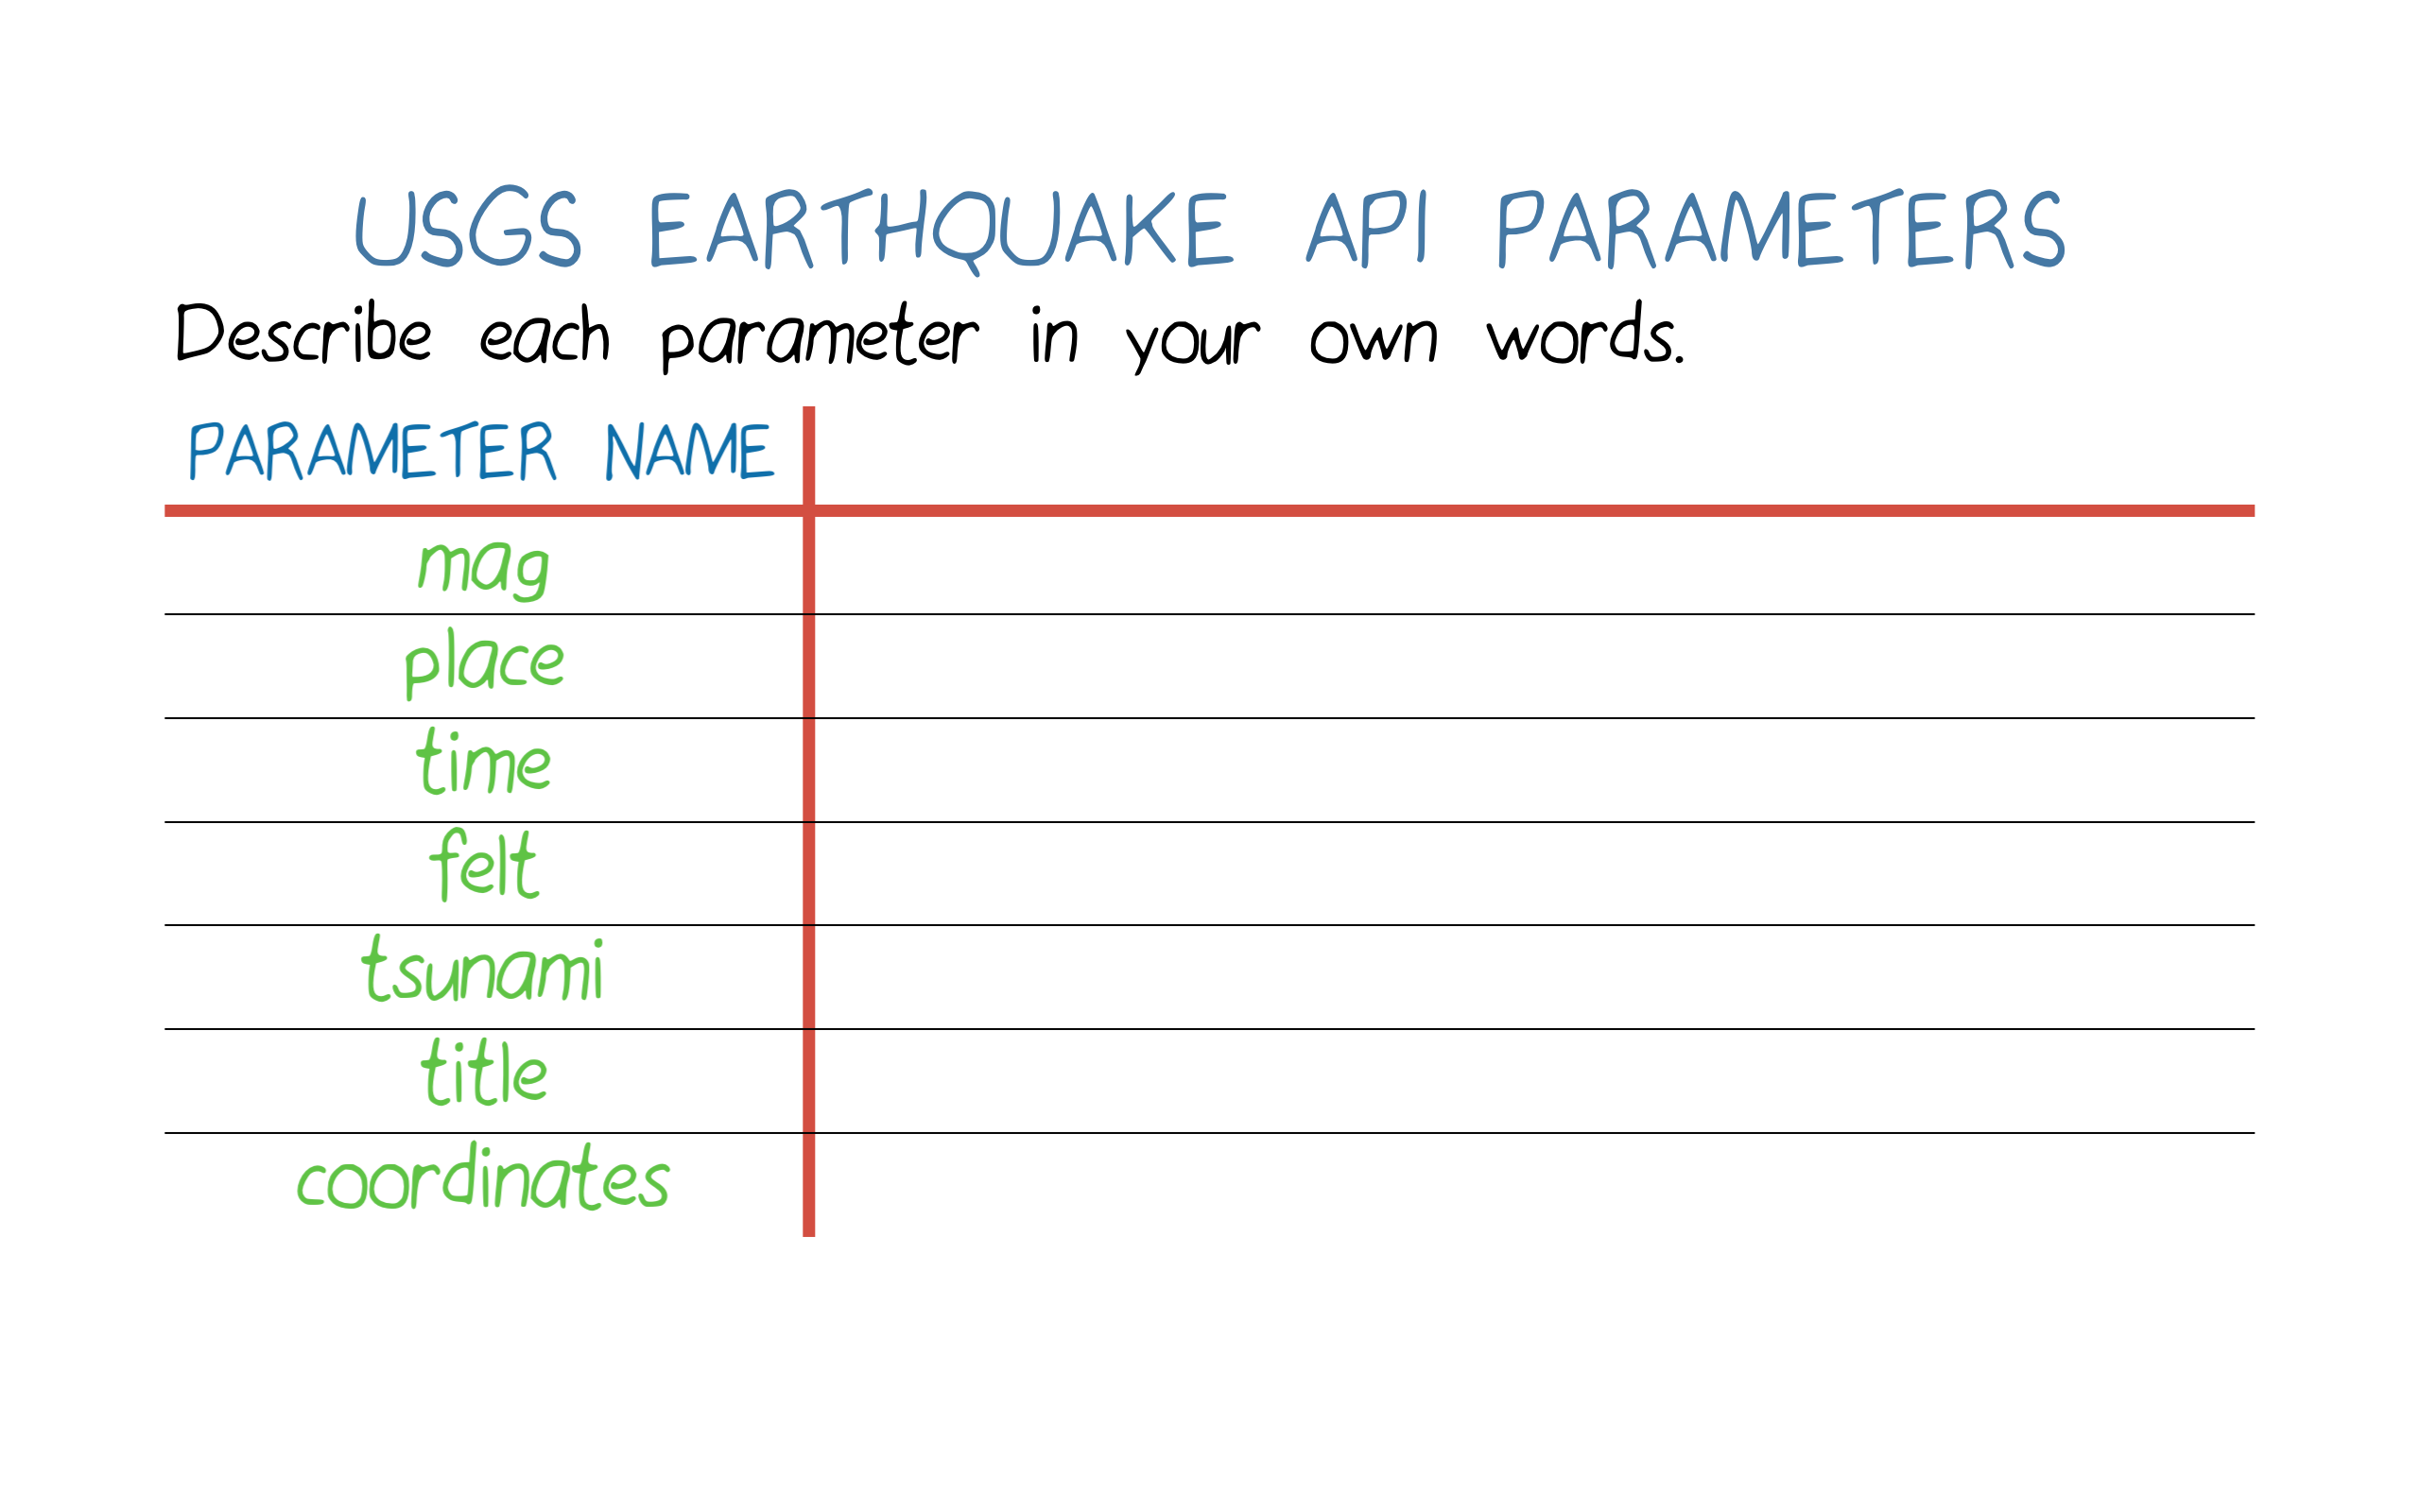 USGS EARTHQUAKE API PARAMETERS
Describe each parameter in your own words.
PARAMETER NAME
mag
place
time
felt
tsunami
title
coordinates